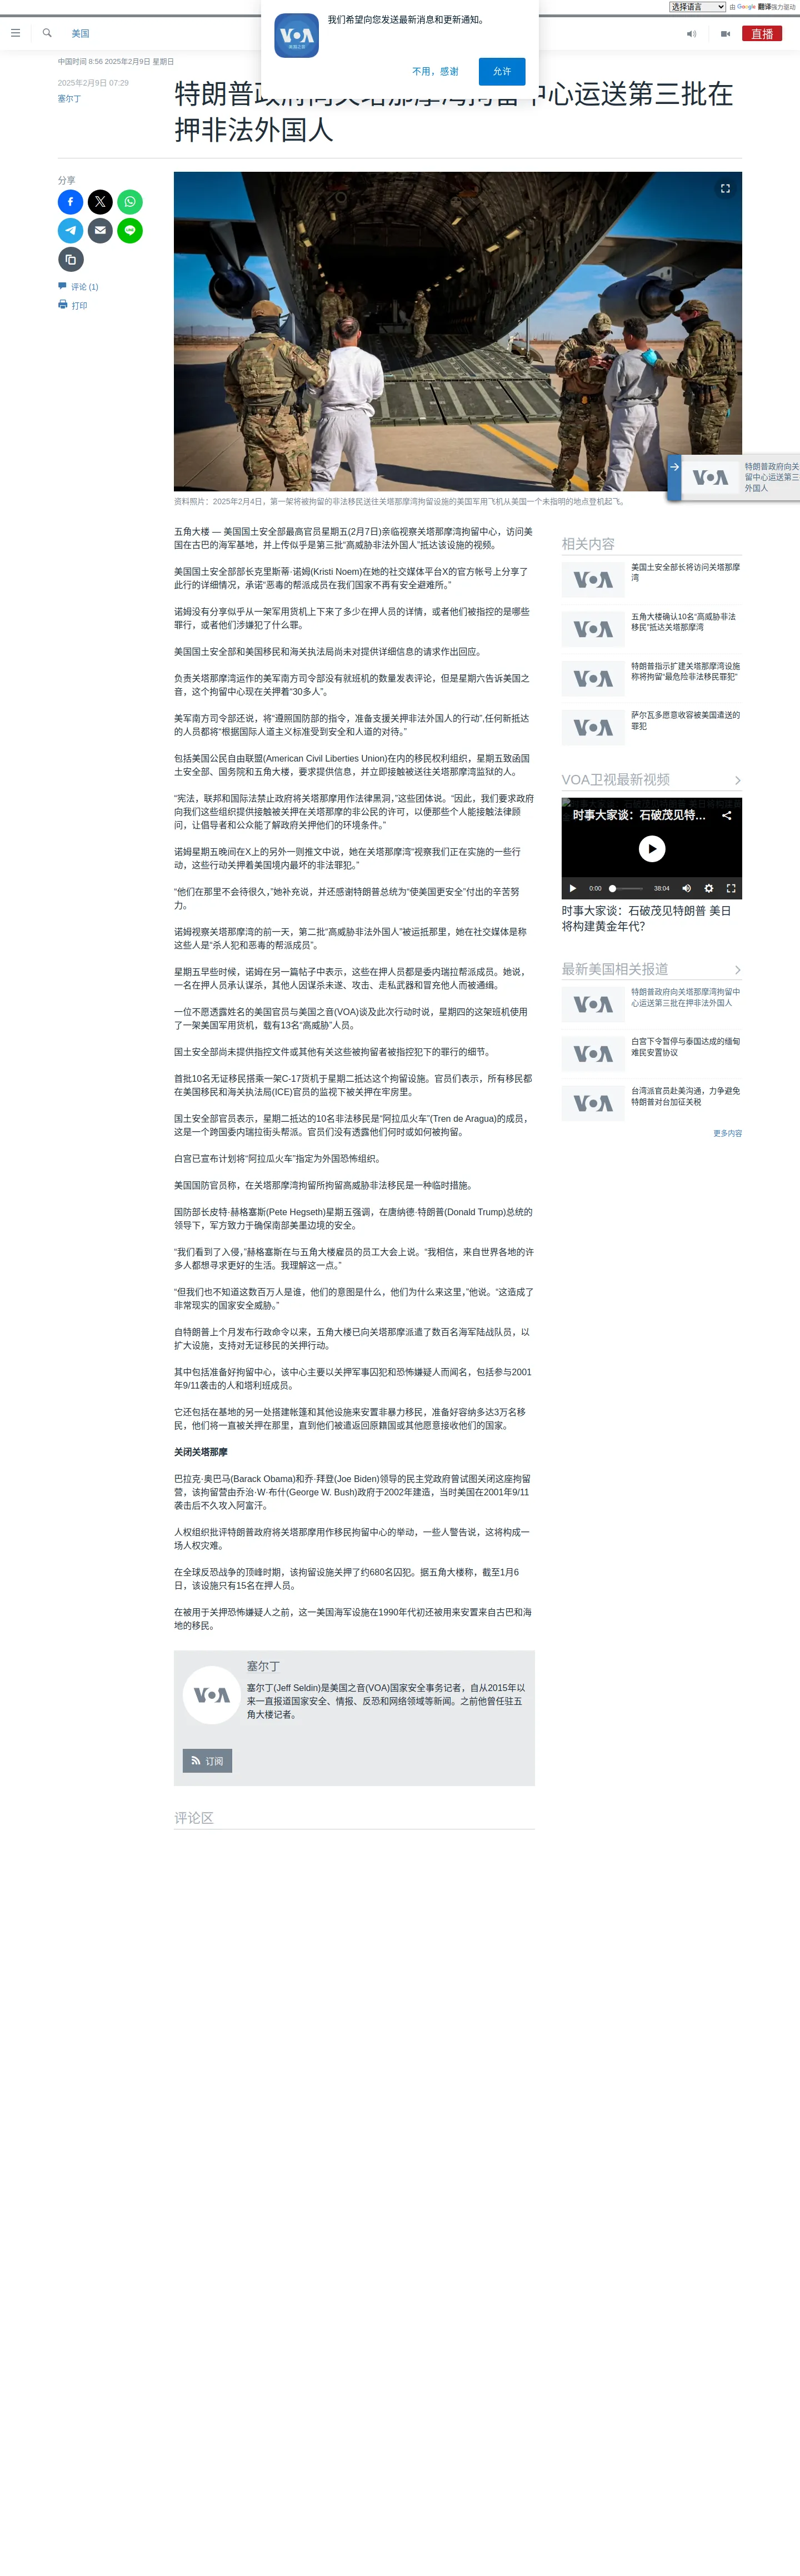 选择语言 由 Google 翻译强力驱动
我们希望向您发送最新消息和更新通知。
不用，感谢
允许
美国
直播
中国时间 8:56 2025年2月9日 星期日
2025年2月9日 07:29
塞尔丁
中心运送第三批在
押非法外国人
分享
评论 (1)
打印
资料照片：2025年2月4日，第一架将被拘留的非法移民送往关塔那摩湾拘留设施的美国军用飞机从美国一个未指明的地点登机起飞。
特朗普政府向关
留中心运送第三
外国人
五角大楼 — 美国国土安全部最高官员星期五(2月7日)亲临视察关塔那摩湾拘留中心，访问美
国在古巴的海军基地，并上传似乎是第三批“高威胁非法外国人”抵达该设施的视频。
美国国土安全部部长克里斯蒂·诺姆(Kristi Noem)在她的社交媒体平台X的官方帐号上分享了
此行的详细情况，承诺“恶毒的帮派成员在我们国家不再有安全避难所。”
诺姆没有分享似乎从一架军用货机上下来了多少在押人员的详情，或者他们被指控的是哪些
罪行，或者他们涉嫌犯了什么罪。
美国国土安全部和美国移民和海关执法局尚未对提供详细信息的请求作出回应。
负责关塔那摩湾运作的美军南方司令部没有就班机的数量发表评论，但是星期六告诉美国之
音，这个拘留中心现在关押着“30多人”。
美军南方司令部还说，将“遵照国防部的指令，准备支援关押非法外国人的行动”,任何新抵达
的人员都将“根据国际人道主义标准受到安全和人道的对待。”
包括美国公民自由联盟(American Civil Liberties Union)在内的移民权利组织，星期五致函国
土安全部、国务院和五角大楼，要求提供信息，并立即接触被送往关塔那摩湾监狱的人。
“宪法，联邦和国际法禁止政府将关塔那摩用作法律黑洞，”这些团体说。“因此，我们要求政府
向我们这些组织提供接触被关押在关塔那摩的非公民的许可，以便那些个人能接触法律顾
问，让倡导者和公众能了解政府关押他们的环境条件。”
诺姆星期五晚间在X上的另外一则推文中说，她在关塔那摩湾“视察我们正在实施的一些行
动，这些行动关押着美国境内最坏的非法罪犯。”
“他们在那里不会待很久，”她补充说，并还感谢特朗普总统为“使美国更安全”付出的辛苦努
力。
诺姆视察关塔那摩湾的前一天，第二批“高威胁非法外国人”被运抵那里，她在社交媒体是称
这些人是“杀人犯和恶毒的帮派成员”。
星期五早些时候，诺姆在另一篇帖子中表示，这些在押人员都是委内瑞拉帮派成员。她说，
一名在押人员承认谋杀，其他人因谋杀未遂、攻击、走私武器和冒充他人而被通缉。
一位不愿透露姓名的美国官员与美国之音(VOA)谈及此次行动时说，星期四的这架班机使用
了一架美国军用货机，载有13名“高威胁”人员。
国土安全部尚未提供指控文件或其他有关这些被拘留者被指控犯下的罪行的细节。
首批10名无证移民搭乘一架C-17货机于星期二抵达这个拘留设施。官员们表示，所有移民都
在美国移民和海关执法局(ICE)官员的监视下被关押在牢房里。
国土安全部官员表示，星期二抵达的10名非法移民是“阿拉瓜火车”(Tren de Aragua)的成员，
这是一个跨国委内瑞拉街头帮派。官员们没有透露他们何时或如何被拘留。
白宫已宣布计划将“阿拉瓜火车”指定为外国恐怖组织。
美国国防官员称，在关塔那摩湾拘留所拘留高威胁非法移民是一种临时措施。
国防部长皮特·赫格塞斯(Pete Hegseth)星期五强调，在唐纳德·特朗普(Donald Trump)总统的
领导下，军方致力于确保南部美墨边境的安全。
“我们看到了入侵，”赫格塞斯在与五角大楼雇员的员工大会上说。“我相信，来自世界各地的许
多人都想寻求更好的生活。我理解这一点。”
“但我们也不知道这数百万人是谁，他们的意图是什么，他们为什么来这里，”他说。“这造成了
非常现实的国家安全威胁。”
自特朗普上个月发布行政命令以来，五角大楼已向关塔那摩派遣了数百名海军陆战队员，以
扩大设施，支持对无证移民的关押行动。
其中包括准备好拘留中心，该中心主要以关押军事囚犯和恐怖嫌疑人而闻名，包括参与2001
年9/11袭击的人和塔利班成员。
它还包括在基地的另一处搭建帐篷和其他设施来安置非暴力移民，准备好容纳多达3万名移
民，他们将一直被关押在那里，直到他们被遣返回原籍国或其他愿意接收他们的国家。
关闭关塔那摩
巴拉克·奥巴马(Barack Obama)和乔·拜登(Joe Biden)领导的民主党政府曾试图关闭这座拘留
营，该拘留营由乔治·W·布什(George W. Bush)政府于2002年建造，当时美国在2001年9/11
袭击后不久攻入阿富汗。
人权组织批评特朗普政府将关塔那摩用作移民拘留中心的举动，一些人警告说，这将构成一
场人权灾难。
在全球反恐战争的顶峰时期，该拘留设施关押了约680名囚犯。据五角大楼称，截至1月6
日，该设施只有15名在押人员。
在被用于关押恐怖嫌疑人之前，这一美国海军设施在1990年代初还被用来安置来自古巴和海
地的移民。
塞尔丁
塞尔丁(Jeff Seldin)是美国之音(VOA)国家安全事务记者，自从2015年以
来一直报道国家安全、情报、反恐和网络领域等新闻。之前他曾任驻五
角大楼记者。
订阅
评论区
相关内容
美国土安全部长将访问关塔那摩
湾
五角大楼确认10名“高威胁非法
移民”抵达关塔那摩湾
特朗普指示扩建关塔那摩湾设施
称将拘留“最危险非法移民罪犯”
萨尔瓦多愿意收容被美国遣送的
罪犯
VOA卫视最新视频
时事大家谈：石破茂见特...
0:00 38:04
时事大家谈：石破茂见特朗普 美日
将构建黄金年代？
最新美国相关报道
特朗普政府向关塔那摩湾拘留中
心运送第三批在押非法外国人
白宫下令暂停与泰国达成的缅甸
难民安置协议
台湾派官员赴美沟通，力争避免
特朗普对台加征关税
更多内容